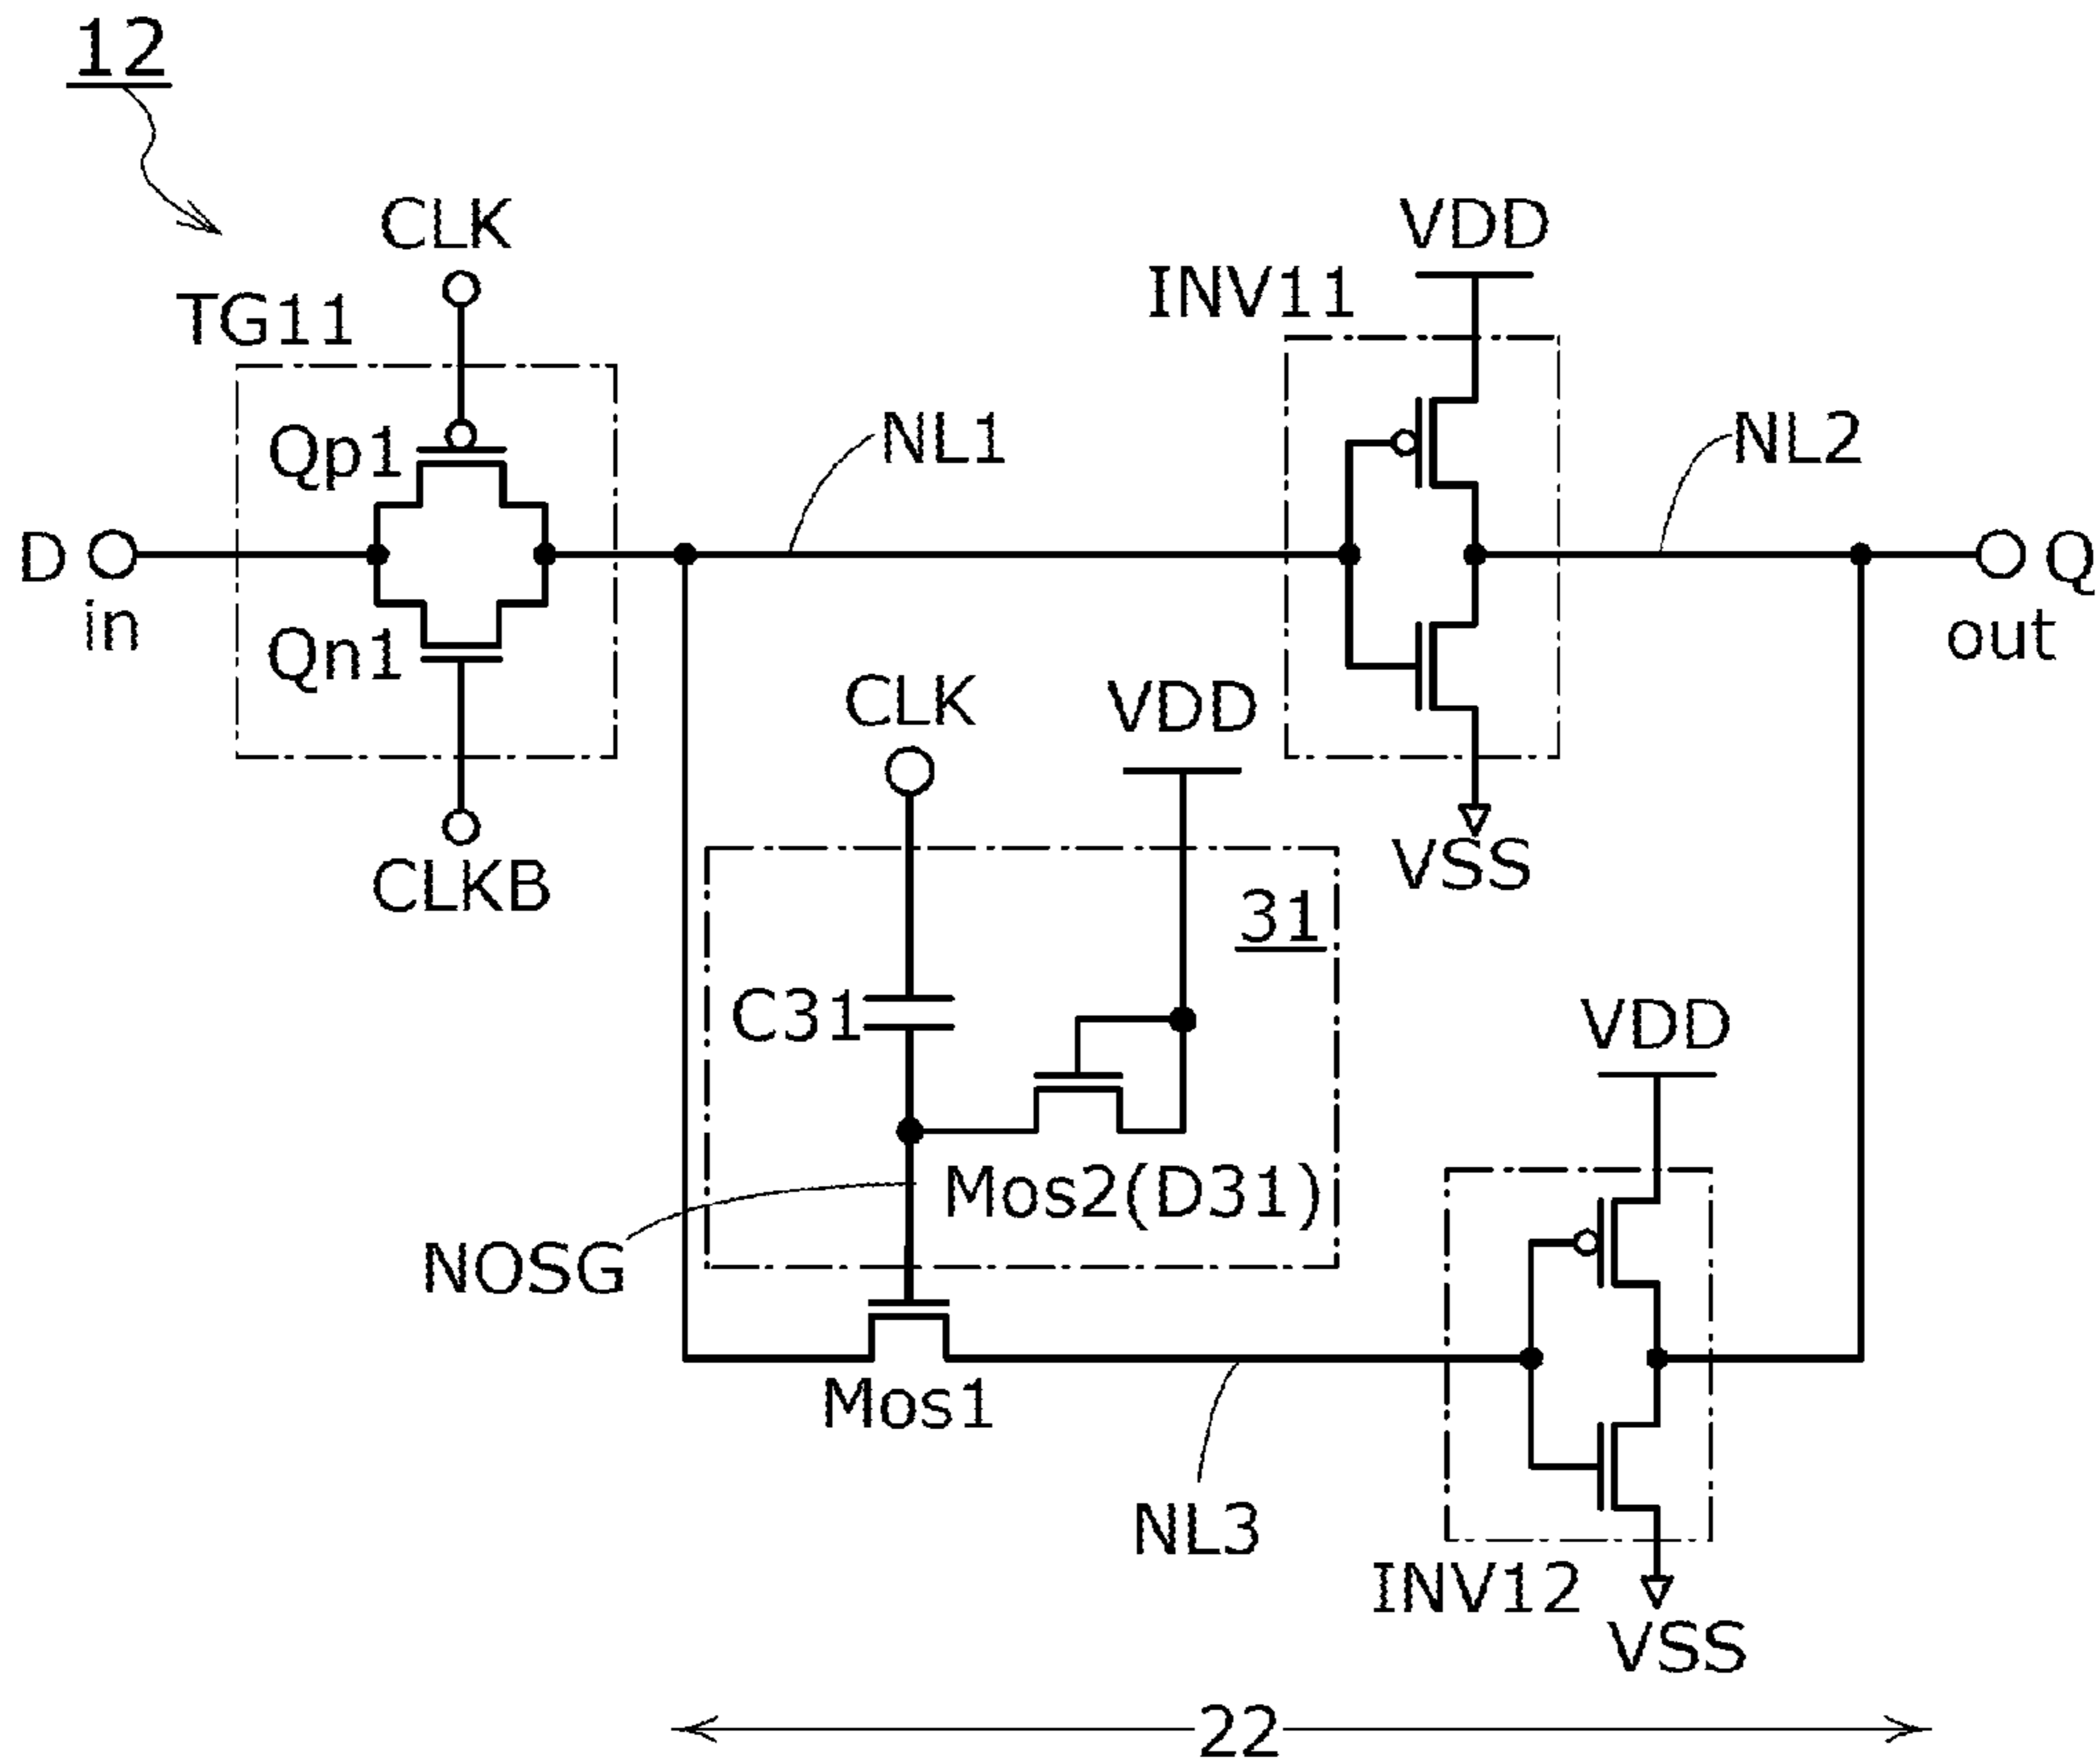 12
CLK
TG11
Qp1
D
in
Qn1
CLKB
NL1
INV11
VDD
NL2
Q
out
VSS
CLK
VDD
31
C31
Mos2(D31)
NOSG
Mos1
NL3
VDD
INV12
VSS
22